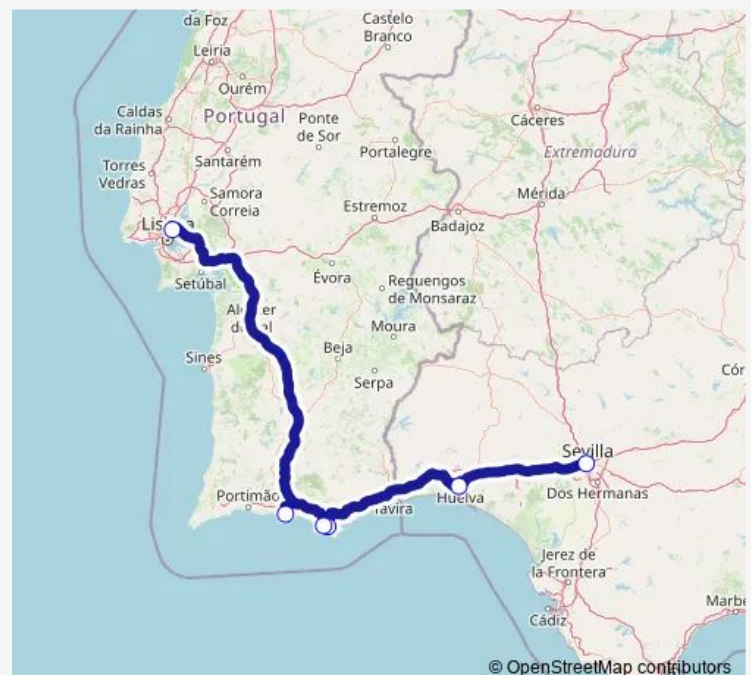 da Foz
Castelo
Branco
Leiria
Ourém
Caldas
da Rainha
Portugal
Ponte
de Sor
Cáceres
Santarém
Portalegre
Extremadura
Torres
Vedras
Samora
Correia
Mérida
Estremoz
Badajoz
Setúbal
Évora
Reguengos
de Monsaraz
Moura
Sines
Beja
Serpa
Cór
Sevilla
Portimão
Huelva
Dos Hermanas
Jerez de
la Frontera
Cádiz
Marbe
© OpenStreetMap contributors